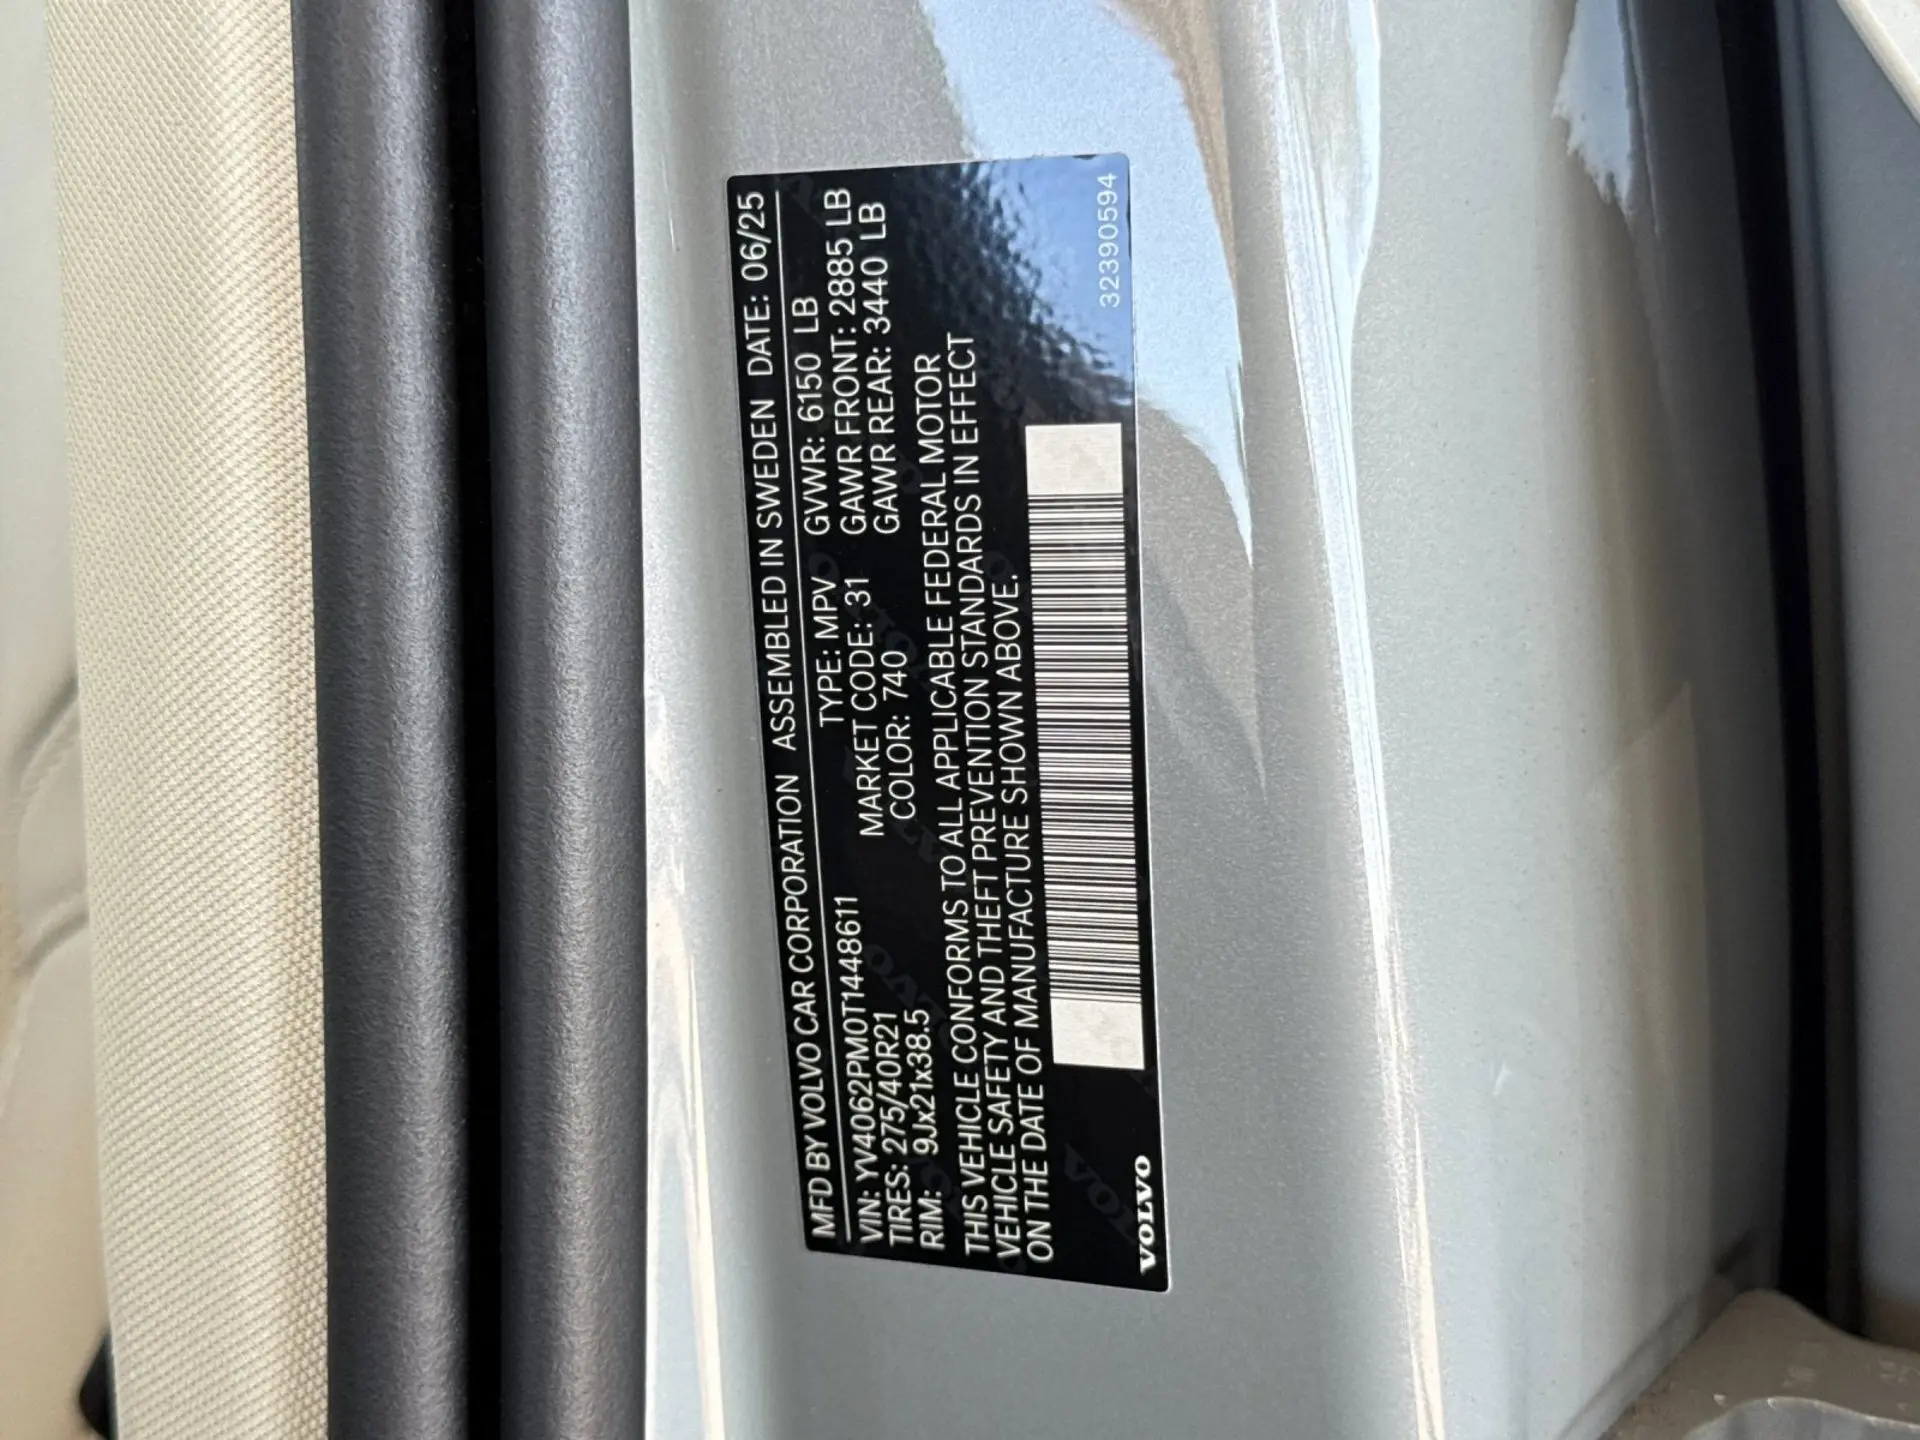 MFD BY VOLVO CAR CORPORATION ASSEMBLED IN SWEDEN DATE: 06/25
VIN: YV4062PM0T1448611 TYPE: MPV GVWR: 6150 LB
TIRES: 275/40R21 MARKET CODE: 31 GAWR FRONT: 2885 LB
RIM: 9Jx21x38.5 COLOR: 740 GAWR REAR: 3440 LB
THIS VEHICLE CONFORMS TO ALL APPLICABLE FEDERAL MOTOR
VEHICLE SAFETY AND THEFT PREVENTION STANDARDS IN EFFECT
ON THE DATE OF MANUFACTURE SHOWN ABOVE.
VOLVO 32390594